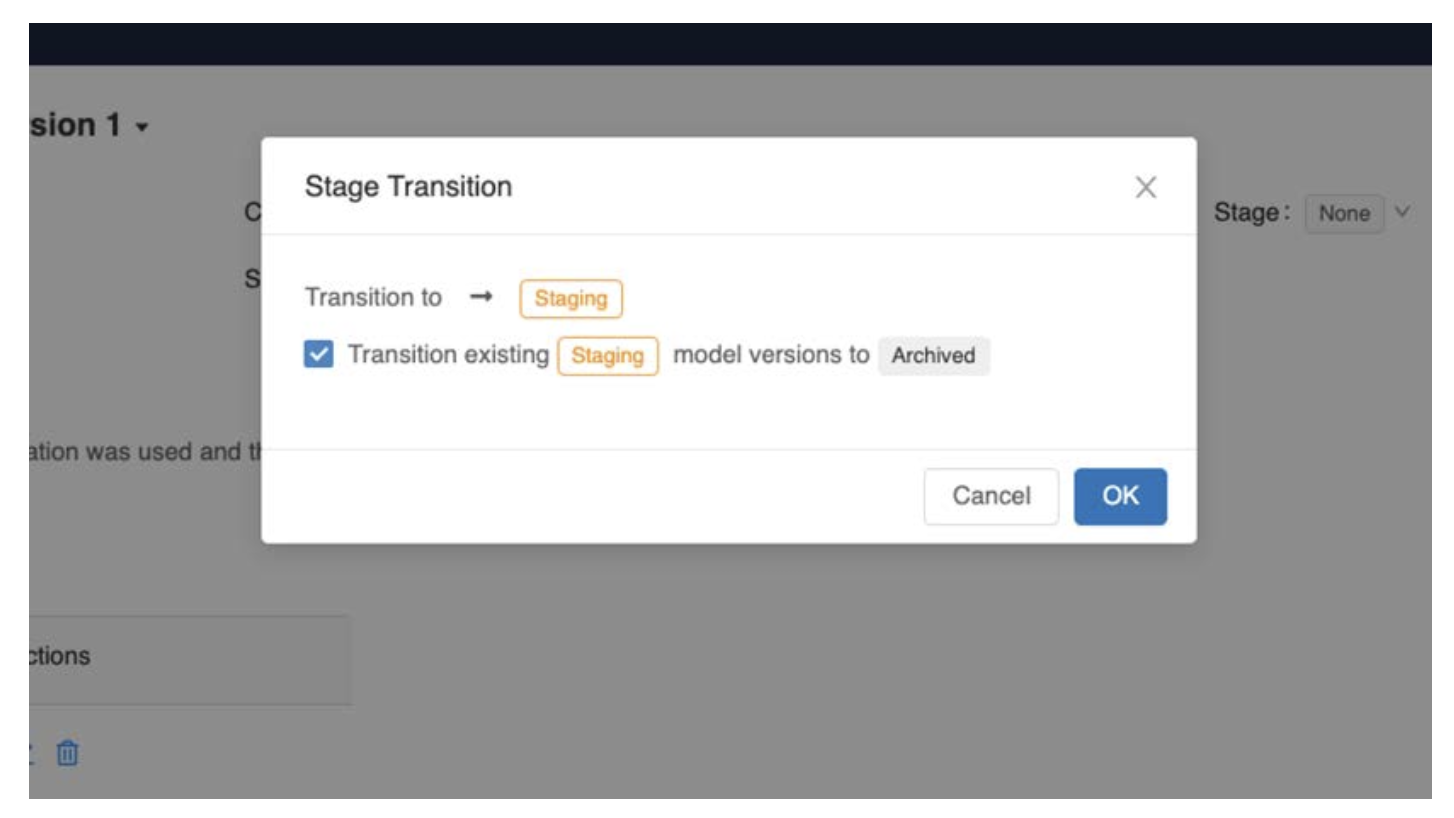 sion 1
Stage Transition
C
Stage: None
S
Transition to → Staging
Transition existing Staging model versions to Archived
ation was used and th
Cancel OK
ctions